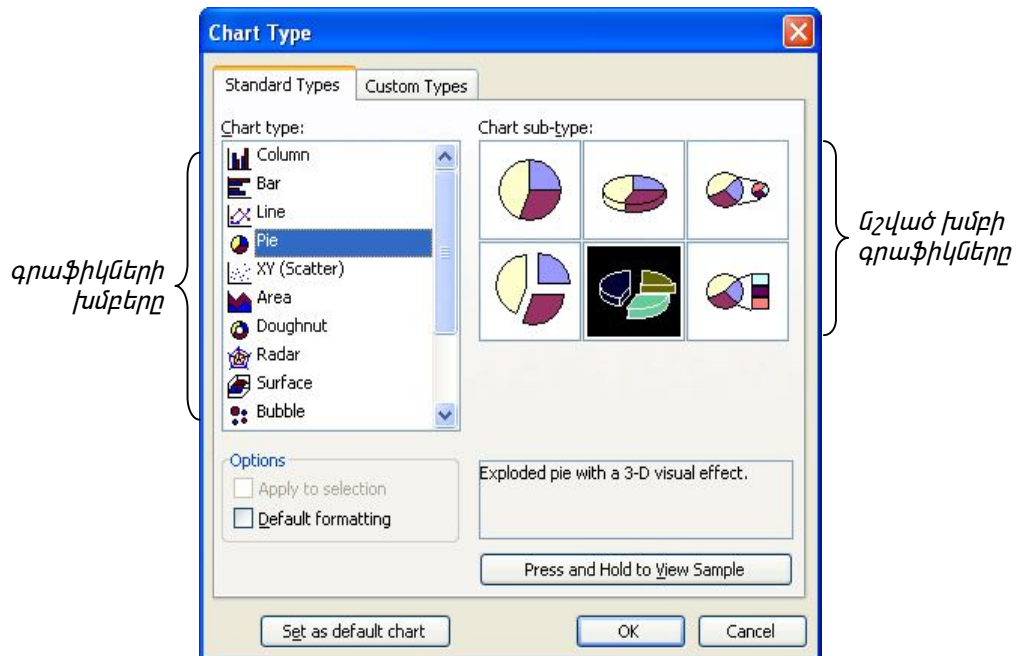 Chart Type
Standard Types
Custom Types
Chart type:
Chart sub-type:
Column
Bar
Line
Pie
XY (Scatter)
Area
Doughnut
Radar
Surface
Bubble
գրաֆիկների
խմբերը
Նշված խմբի
գրաֆիկները
Options
Apply to selection
Default formatting
Exploded pie with a 3-D visual effect.
Press and Hold to View Sample
Set as default chart
OK
Cancel